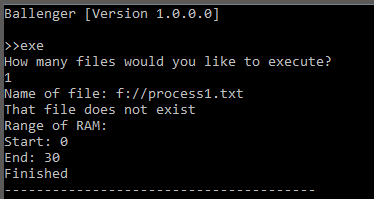 Ballenger [Version 1.0.0.0]
>>exe
How many files would you like to execute?
1
Name of file: f://process1.txt
That file does not exist
Range of RAM:
Start: 0
End: 30
Finished
---------------------------------------